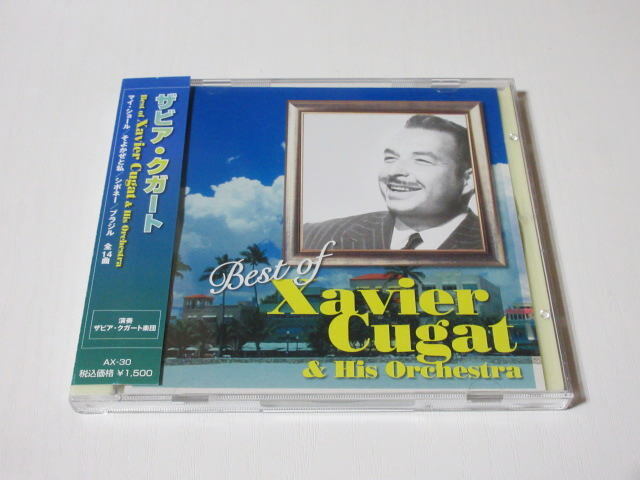 ザビア・クガート
Best of Xavier Cugat & His Orchestra
マイ・ショール そよかぜと私/シボネー/ブラジル 全14曲
演奏
ザビア・クガート楽団
AX-30
税込価格 ¥1,500
Best of
Xavier
Cugat
& His Orchestra